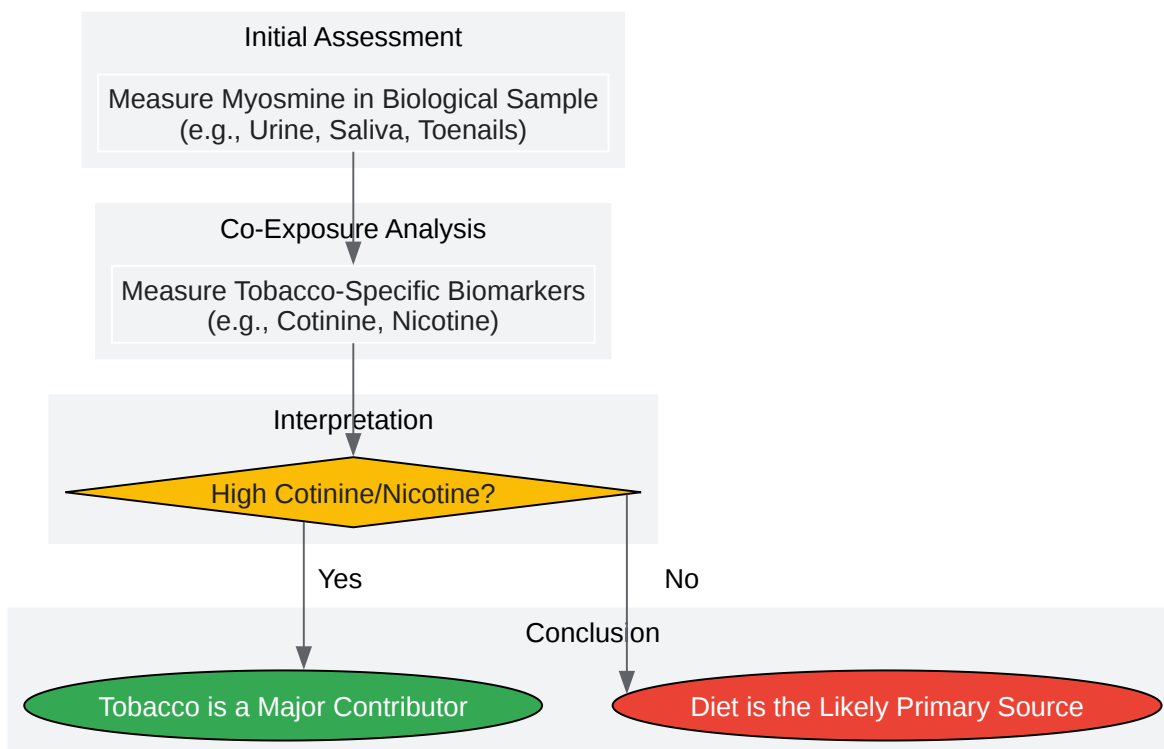 Initial Assessment
Measure Myosmine in Biological Sample
(e.g., Urine, Saliva, Toenails)
Co-Exposure Analysis
Measure Tobacco-Specific Biomarkers
(e.g., Cotinine, Nicotine)
Interpretation
High Cotinine/Nicotine?
Yes
No
Conclusion
Tobacco is a Major Contributor
Diet is the Likely Primary Source